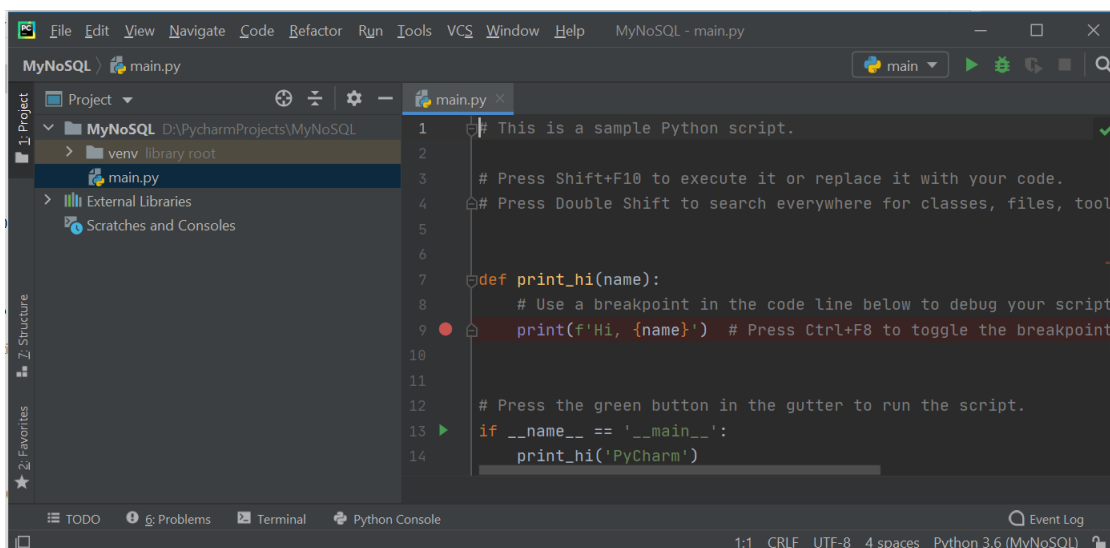 PC File Edit View Navigate Code Refactor Run Tools VCS Window Help MyNoSQL - main.py
MyNoSQL main.py main
1: Project
Project
main.py
MyNoSQL D:\PycharmProjects\MyNoSQL
venv library root
main.py
External Libraries
Scratches and Consoles
1 # This is a sample Python script.
2
3 # Press Shift+F10 to execute it or replace it with your code.
4 # Press Double Shift to search everywhere for classes, files, tool
5
6
7 def print_hi(name):
8 # Use a breakpoint in the code line below to debug your script
9 print(f'Hi, {name}') # Press Ctrl+F8 to toggle the breakpoint
10
11
12 # Press the green button in the gutter to run the script.
13 if __name__ == '__main__':
14 print_hi('PyCharm')
Z: Structure
2: Favorites
TODO 6: Problems Terminal Python Console Event Log
1:1 CRLF UTF-8 4 spaces Python 3.6 (MyNoSQL)